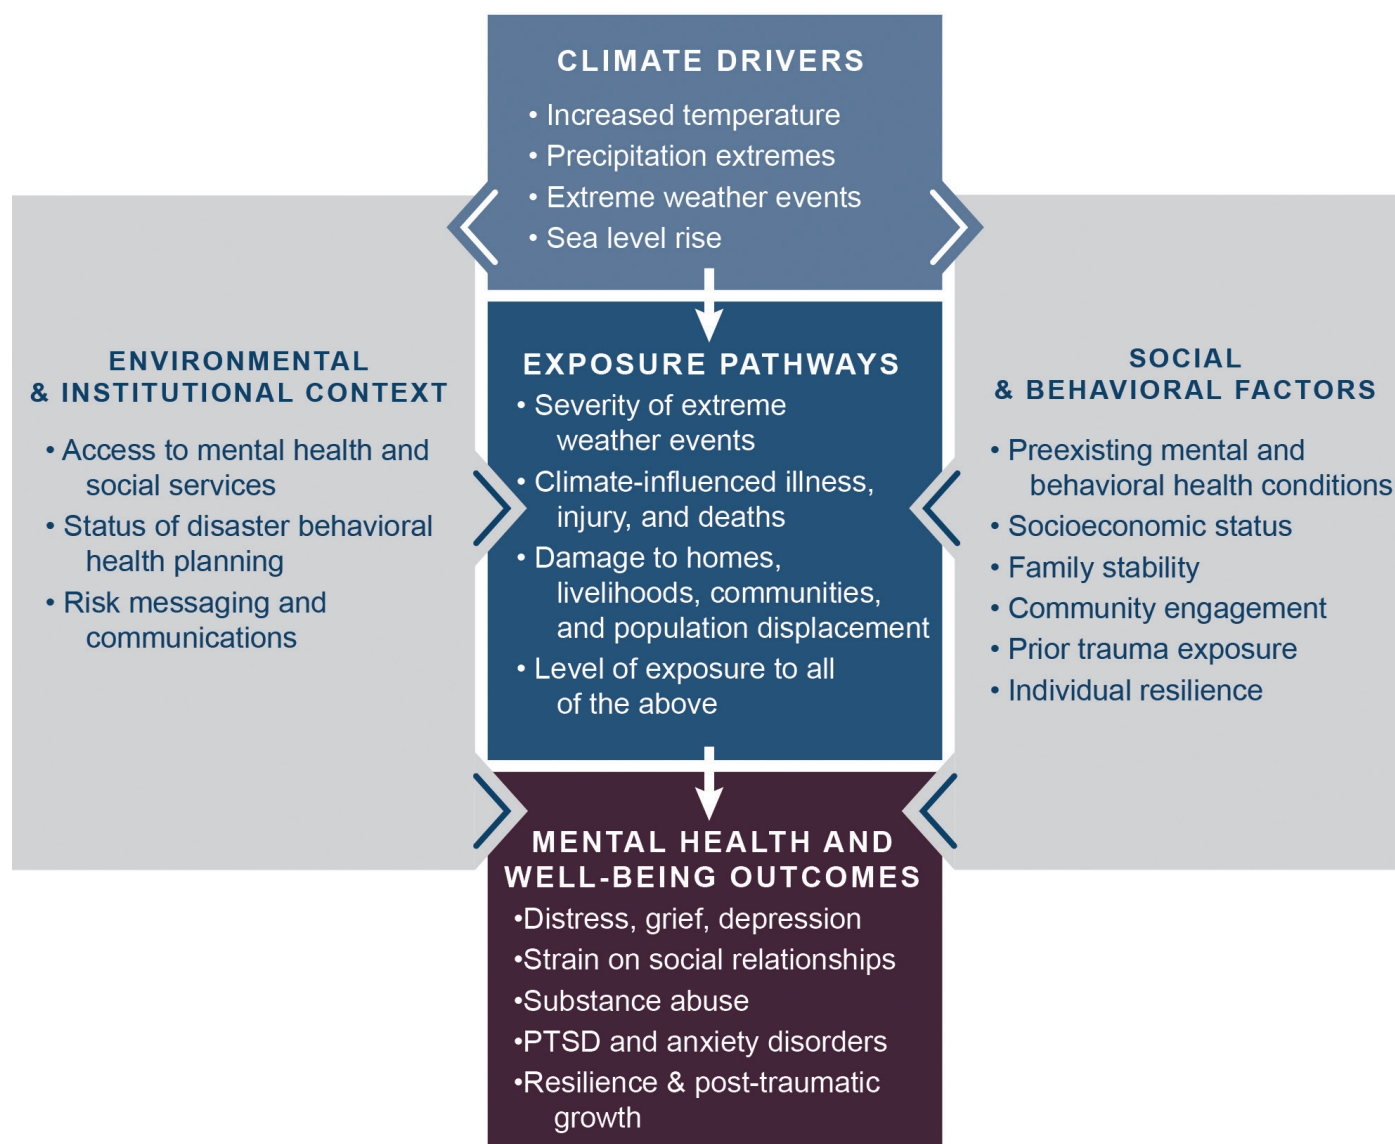 CLIMATE DRIVERS
• Increased temperature
• Precipitation extremes
• Extreme weather events
• Sea level rise
ENVIRONMENTAL
& INSTITUTIONAL CONTEXT
• Access to mental health and
social services
• Status of disaster behavioral
health planning
• Risk messaging and
communications
EXPOSURE PATHWAYS
• Severity of extreme
weather events
• Climate-influenced illness,
injury, and deaths
• Damage to homes,
livelihoods, communities,
and population displacement
• Level of exposure to all
of the above
SOCIAL
& BEHAVIORAL FACTORS
• Preexisting mental and
behavioral health conditions
• Socioeconomic status
• Family stability
• Community engagement
• Prior trauma exposure
• Individual resilience
MENTAL HEALTH AND
WELL-BEING OUTCOMES
•Distress, grief, depression
•Strain on social relationships
•Substance abuse
•PTSD and anxiety disorders
•Resilience & post-traumatic
growth